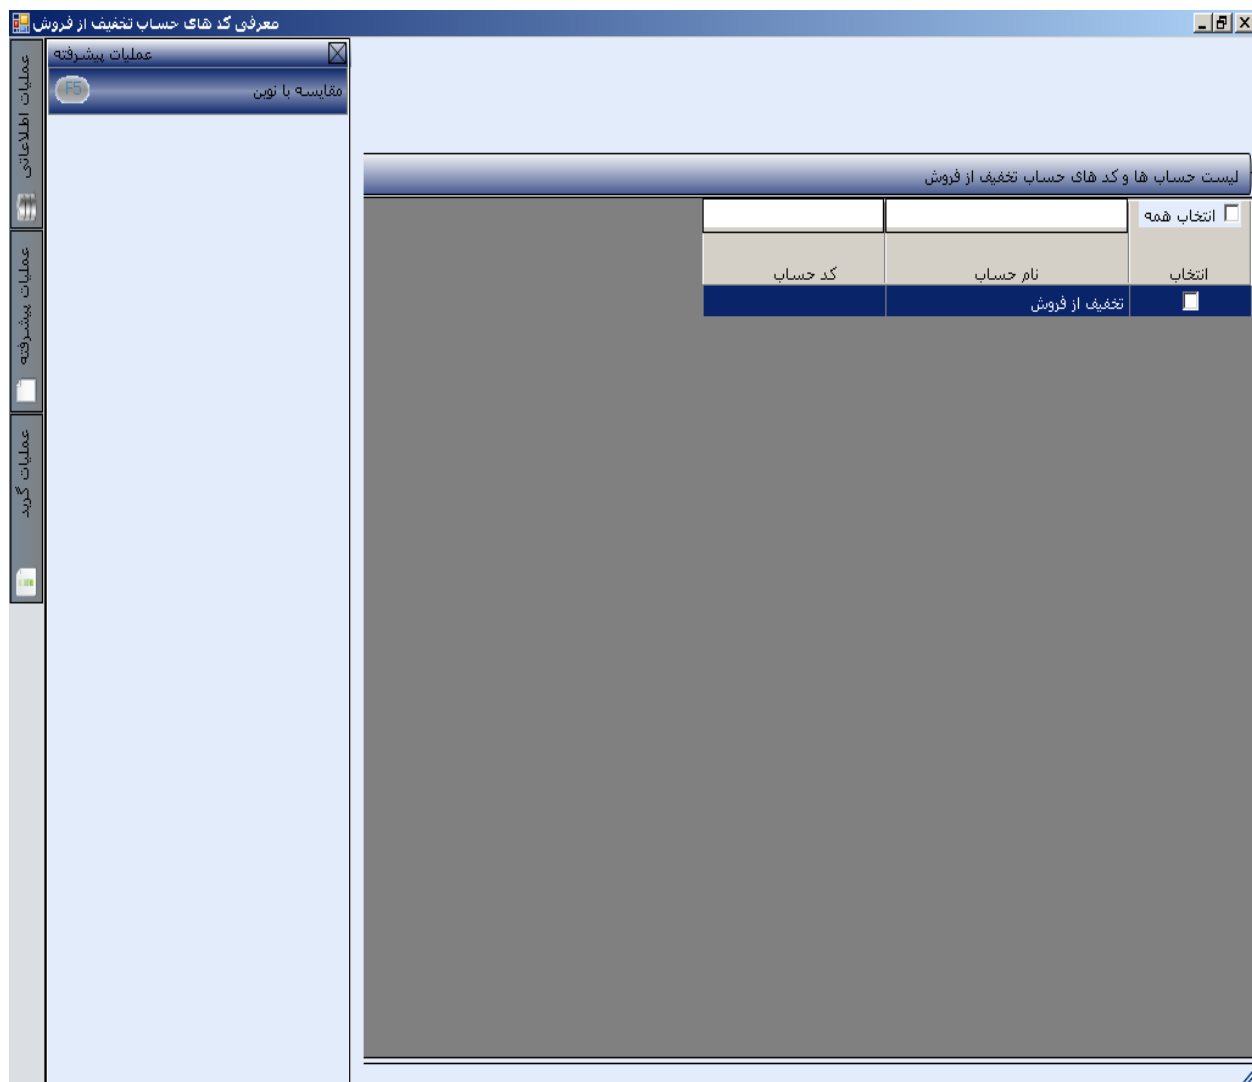 معرفی کد های حساب تخفیف از فروش
عملیات پیشرفته
مقایسه با نوین
F5
عملیات اطلاعاتی
عملیات پیشرفته
عملیات گرید
لیست حساب ها و کد های حساب تخفیف از فروش
انتخاب همه
انتخاب نام حساب کد حساب
تخفیف از فروش